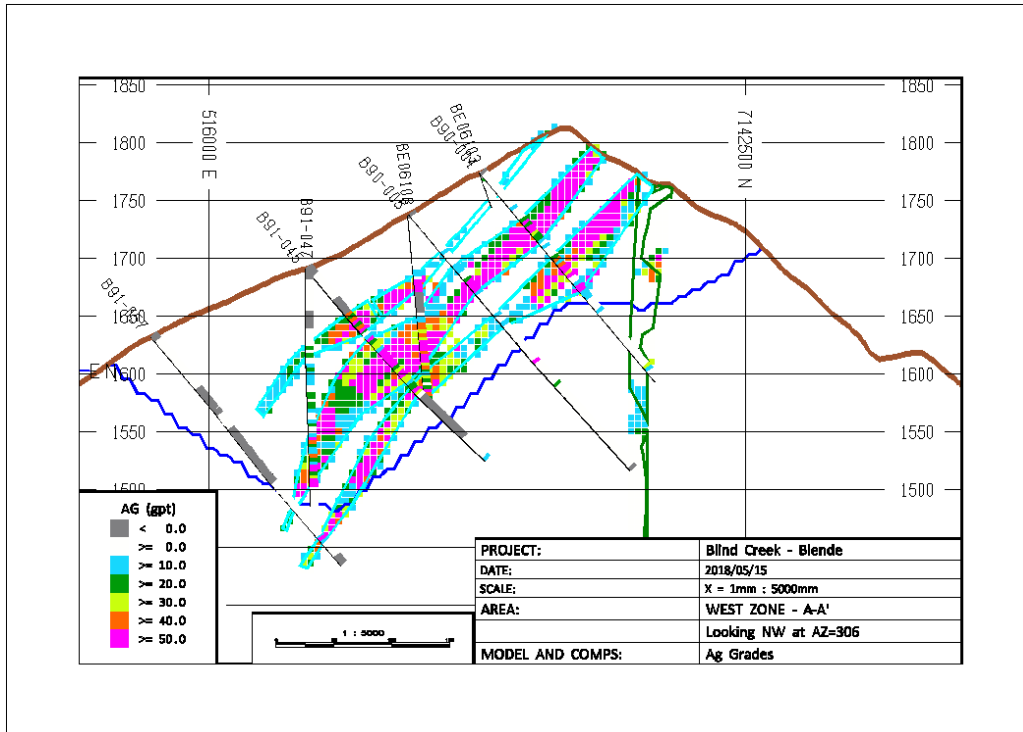 1850
1850
516000 E
7142500 N
1800
1800
BE06103
B90-004
BE06108
B90-003
1750
1750
B91-047
B91-046
1700
1700
1650
1650
1600
1600
1550
1550
1500
1500
AG (gpt)
< 0.0
>= 0.0
>= 10.0
>= 20.0
>= 30.0
>= 40.0
>= 50.0
1 : 5000
PROJECT: Blind Creek - Blende
DATE: 2018/05/15
SCALE: X = 1mm : 5000mm
AREA: WEST ZONE - A-A'
Looking NW at AZ=306
MODEL AND COMPS: Ag Grades